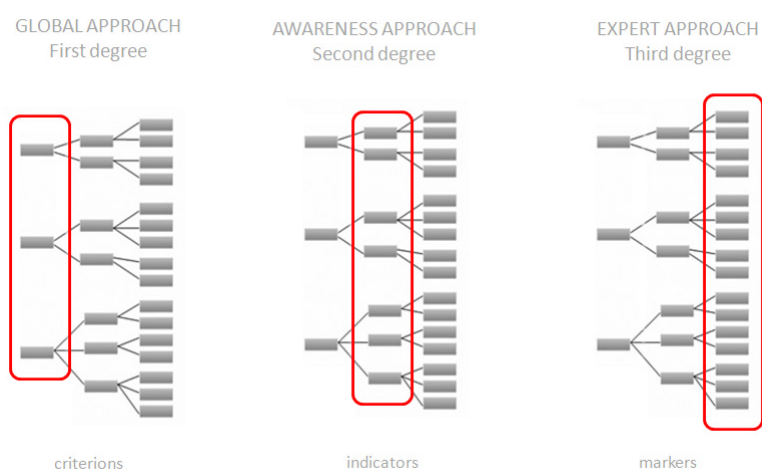 GLOBAL APPROACH
First degree
AWARENESS APPROACH
Second degree
EXPERT APPROACH
Third degree
criterions
indicators
markers